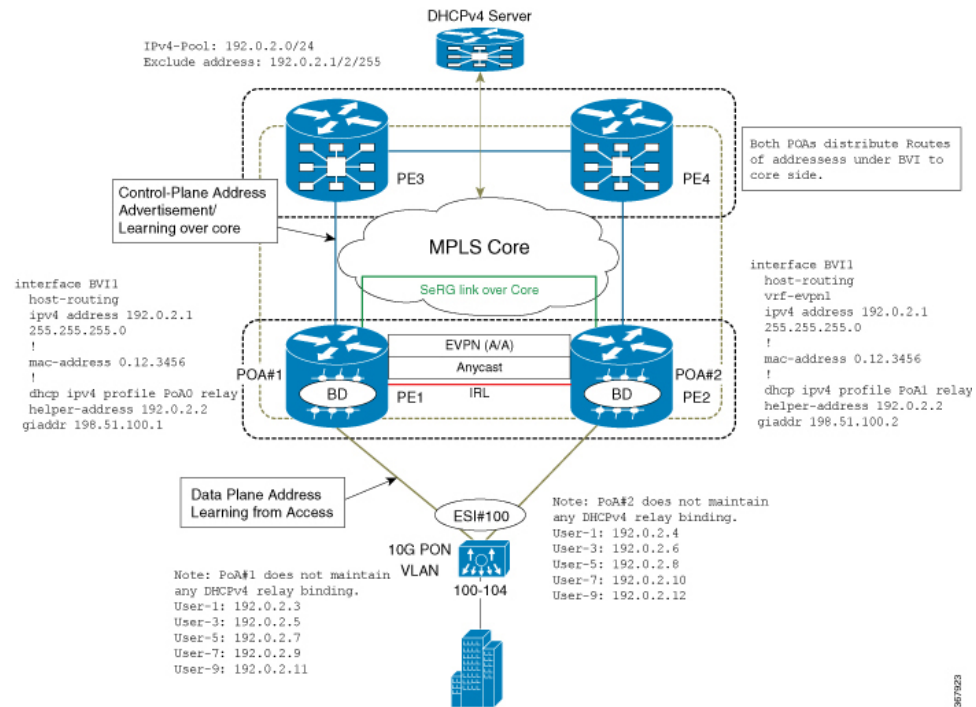 DHCPv4 Server
IPv4-Pool: 192.0.2.0/24
Exclude address: 192.0.2.1/2/255
PE3
PE4
Both POAs distribute Routes
of addressess under BVI to
core side.
Control-Plane Address
Advertisement/
Learning over core
MPLS Core
SeRG link over Core
interface BVI1
host-routing
ipv4 address 192.0.2.1
255.255.255.0
!
mac-address 0.12.3456
!
dhcp ipv4 profile PoA0 relay
helper-address 192.0.2.2
giaddr 198.51.100.1
interface BVI1
host-routing
vrf-evpn1
ipv4 address 192.0.2.1
255.255.255.0
!
mac-address 0.12.3456
!
dhcp ipv4 profile PoA1 relay
helper-address 192.0.2.2
giaddr 198.51.100.2
POA#1
BD
PE1
EVPN (A/A)
Anycast
IRL
POA#2
BD
PE2
Data Plane Address
Learning from Access
ESI#100
10G PON
VLAN
100-104
Note: PoA#1 does not maintain
any DHCPv4 relay binding.
User-1: 192.0.2.3
User-3: 192.0.2.5
User-5: 192.0.2.7
User-7: 192.0.2.9
User-9: 192.0.2.11
Note: PoA#2 does not maintain
any DHCPv4 relay binding.
User-1: 192.0.2.4
User-3: 192.0.2.6
User-5: 192.0.2.8
User-7: 192.0.2.10
User-9: 192.0.2.12
367923